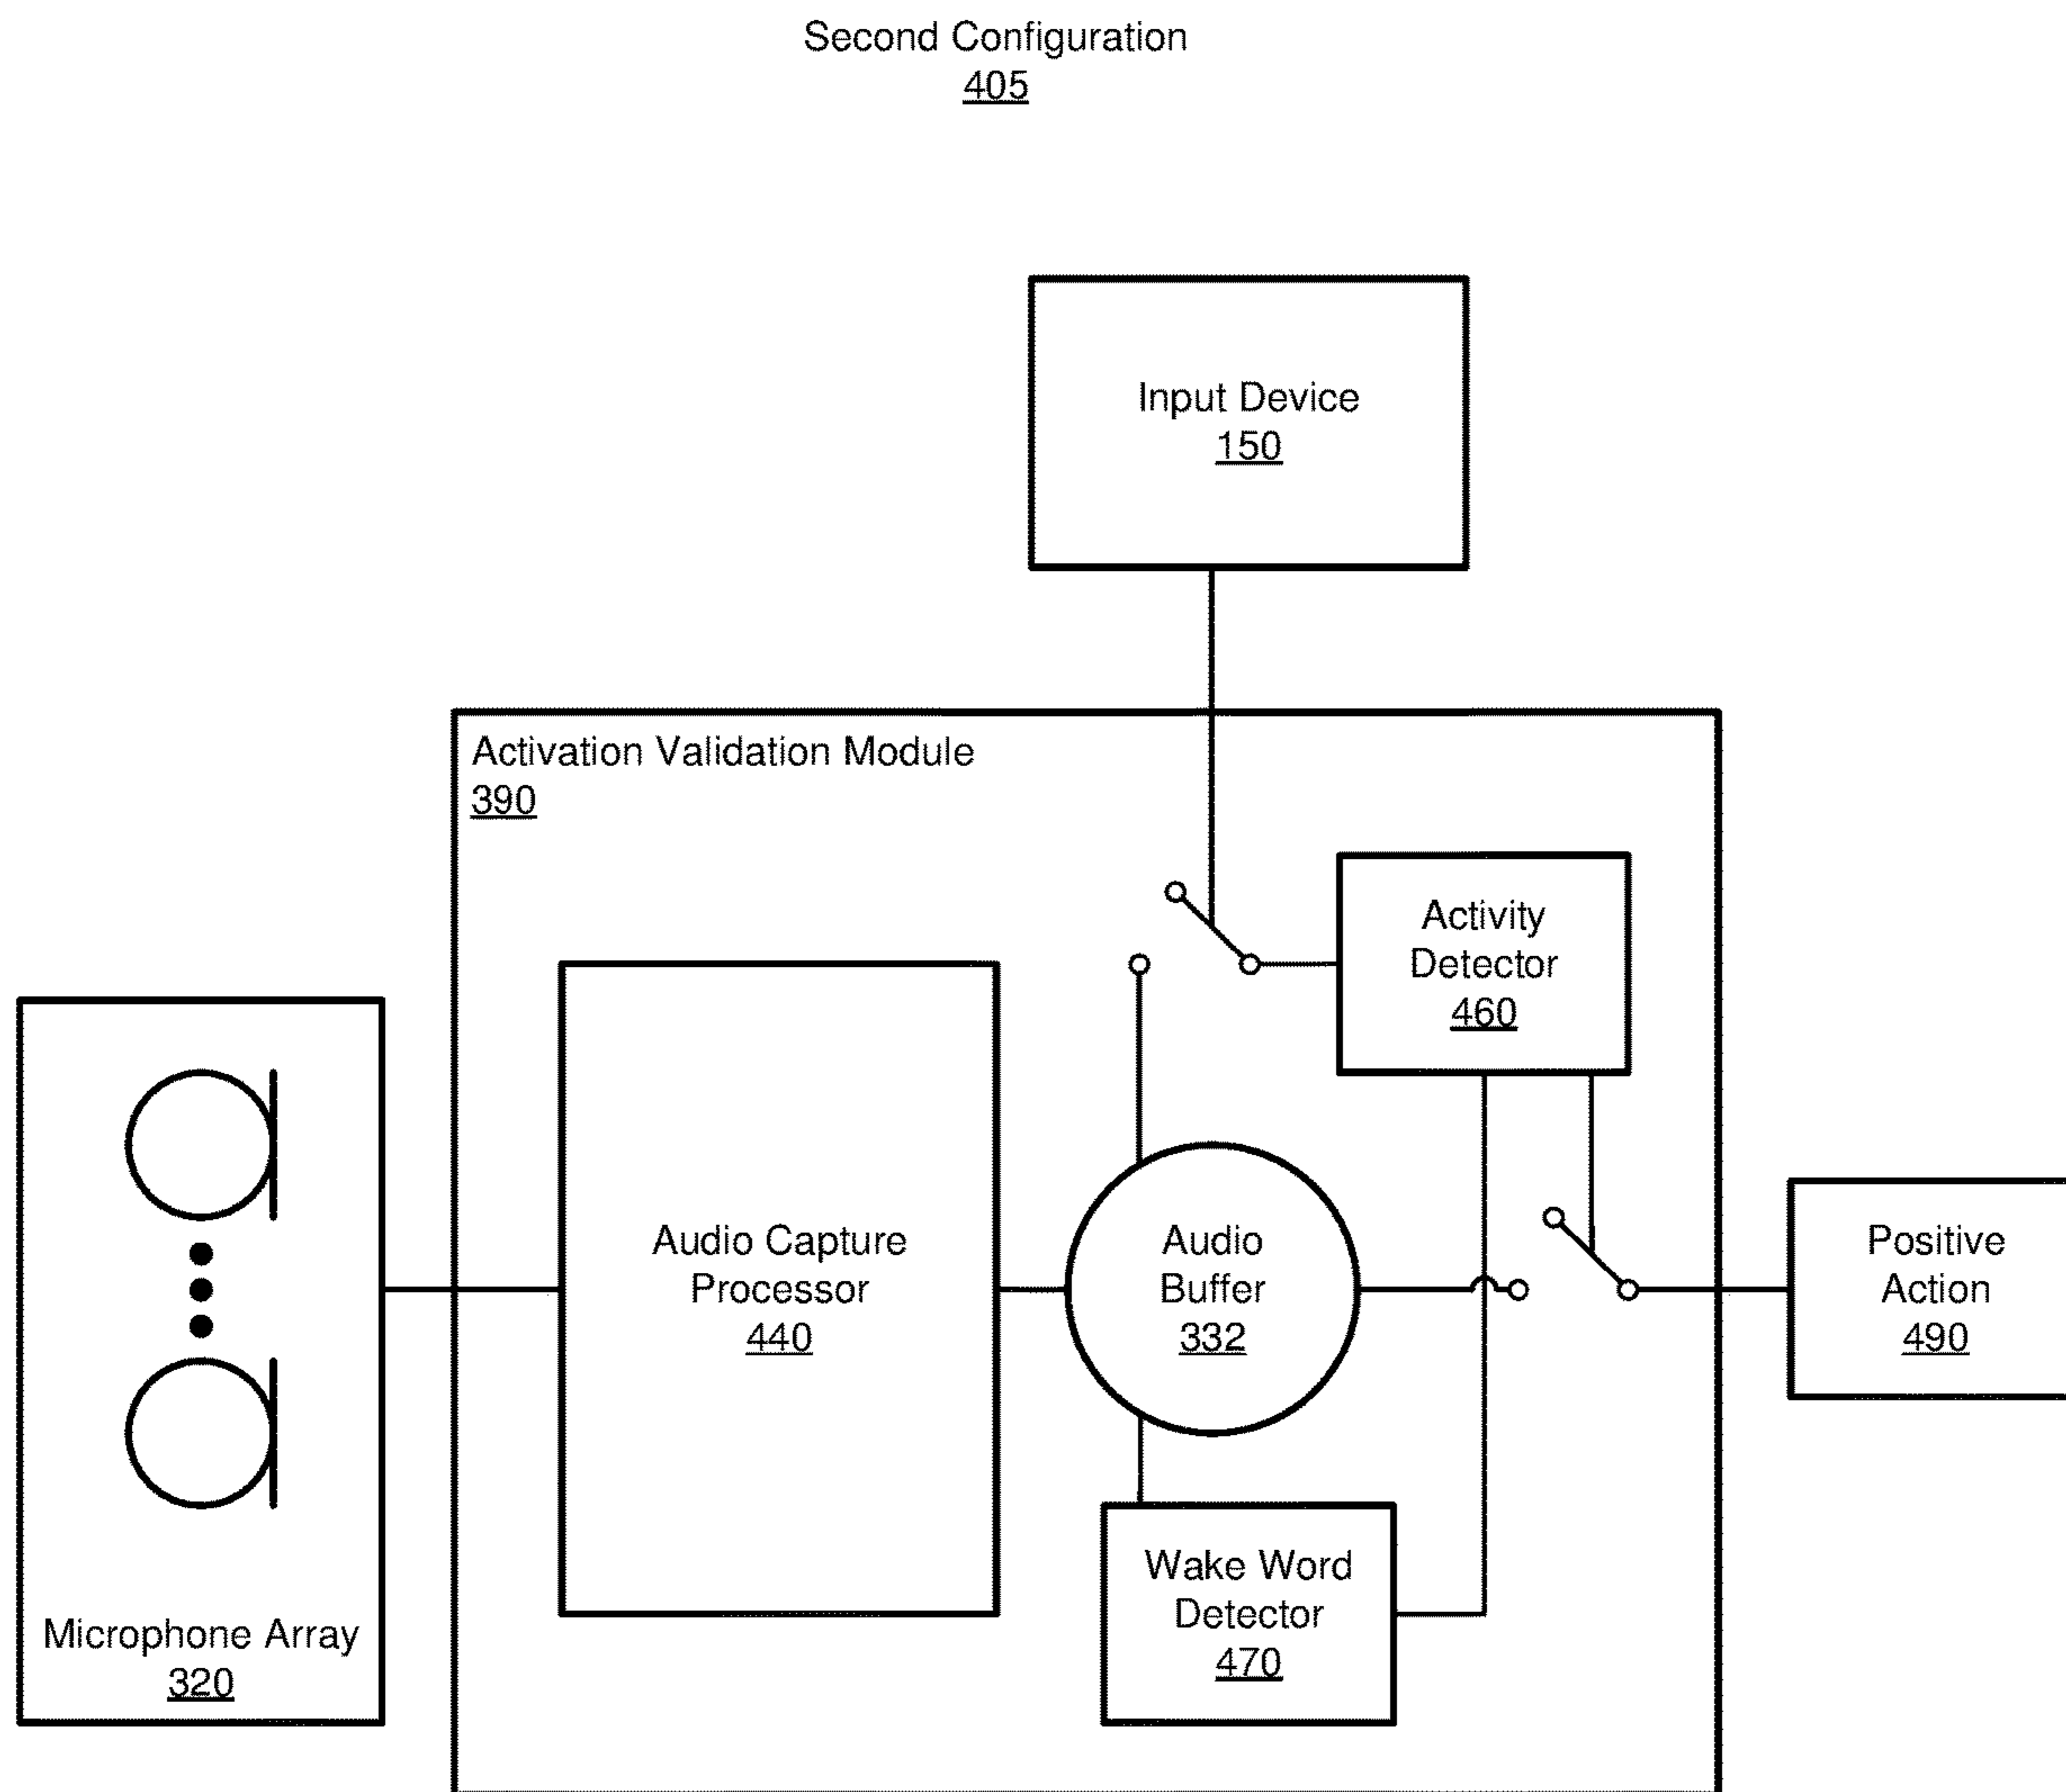 Second Configuration
405
Input Device
150
Activation Validation Module
390
Activity
Detector
460
Audio Capture
Processor
440
Audio
Buffer
332
Positive
Action
490
Wake Word
Detector
470
Microphone Array
320